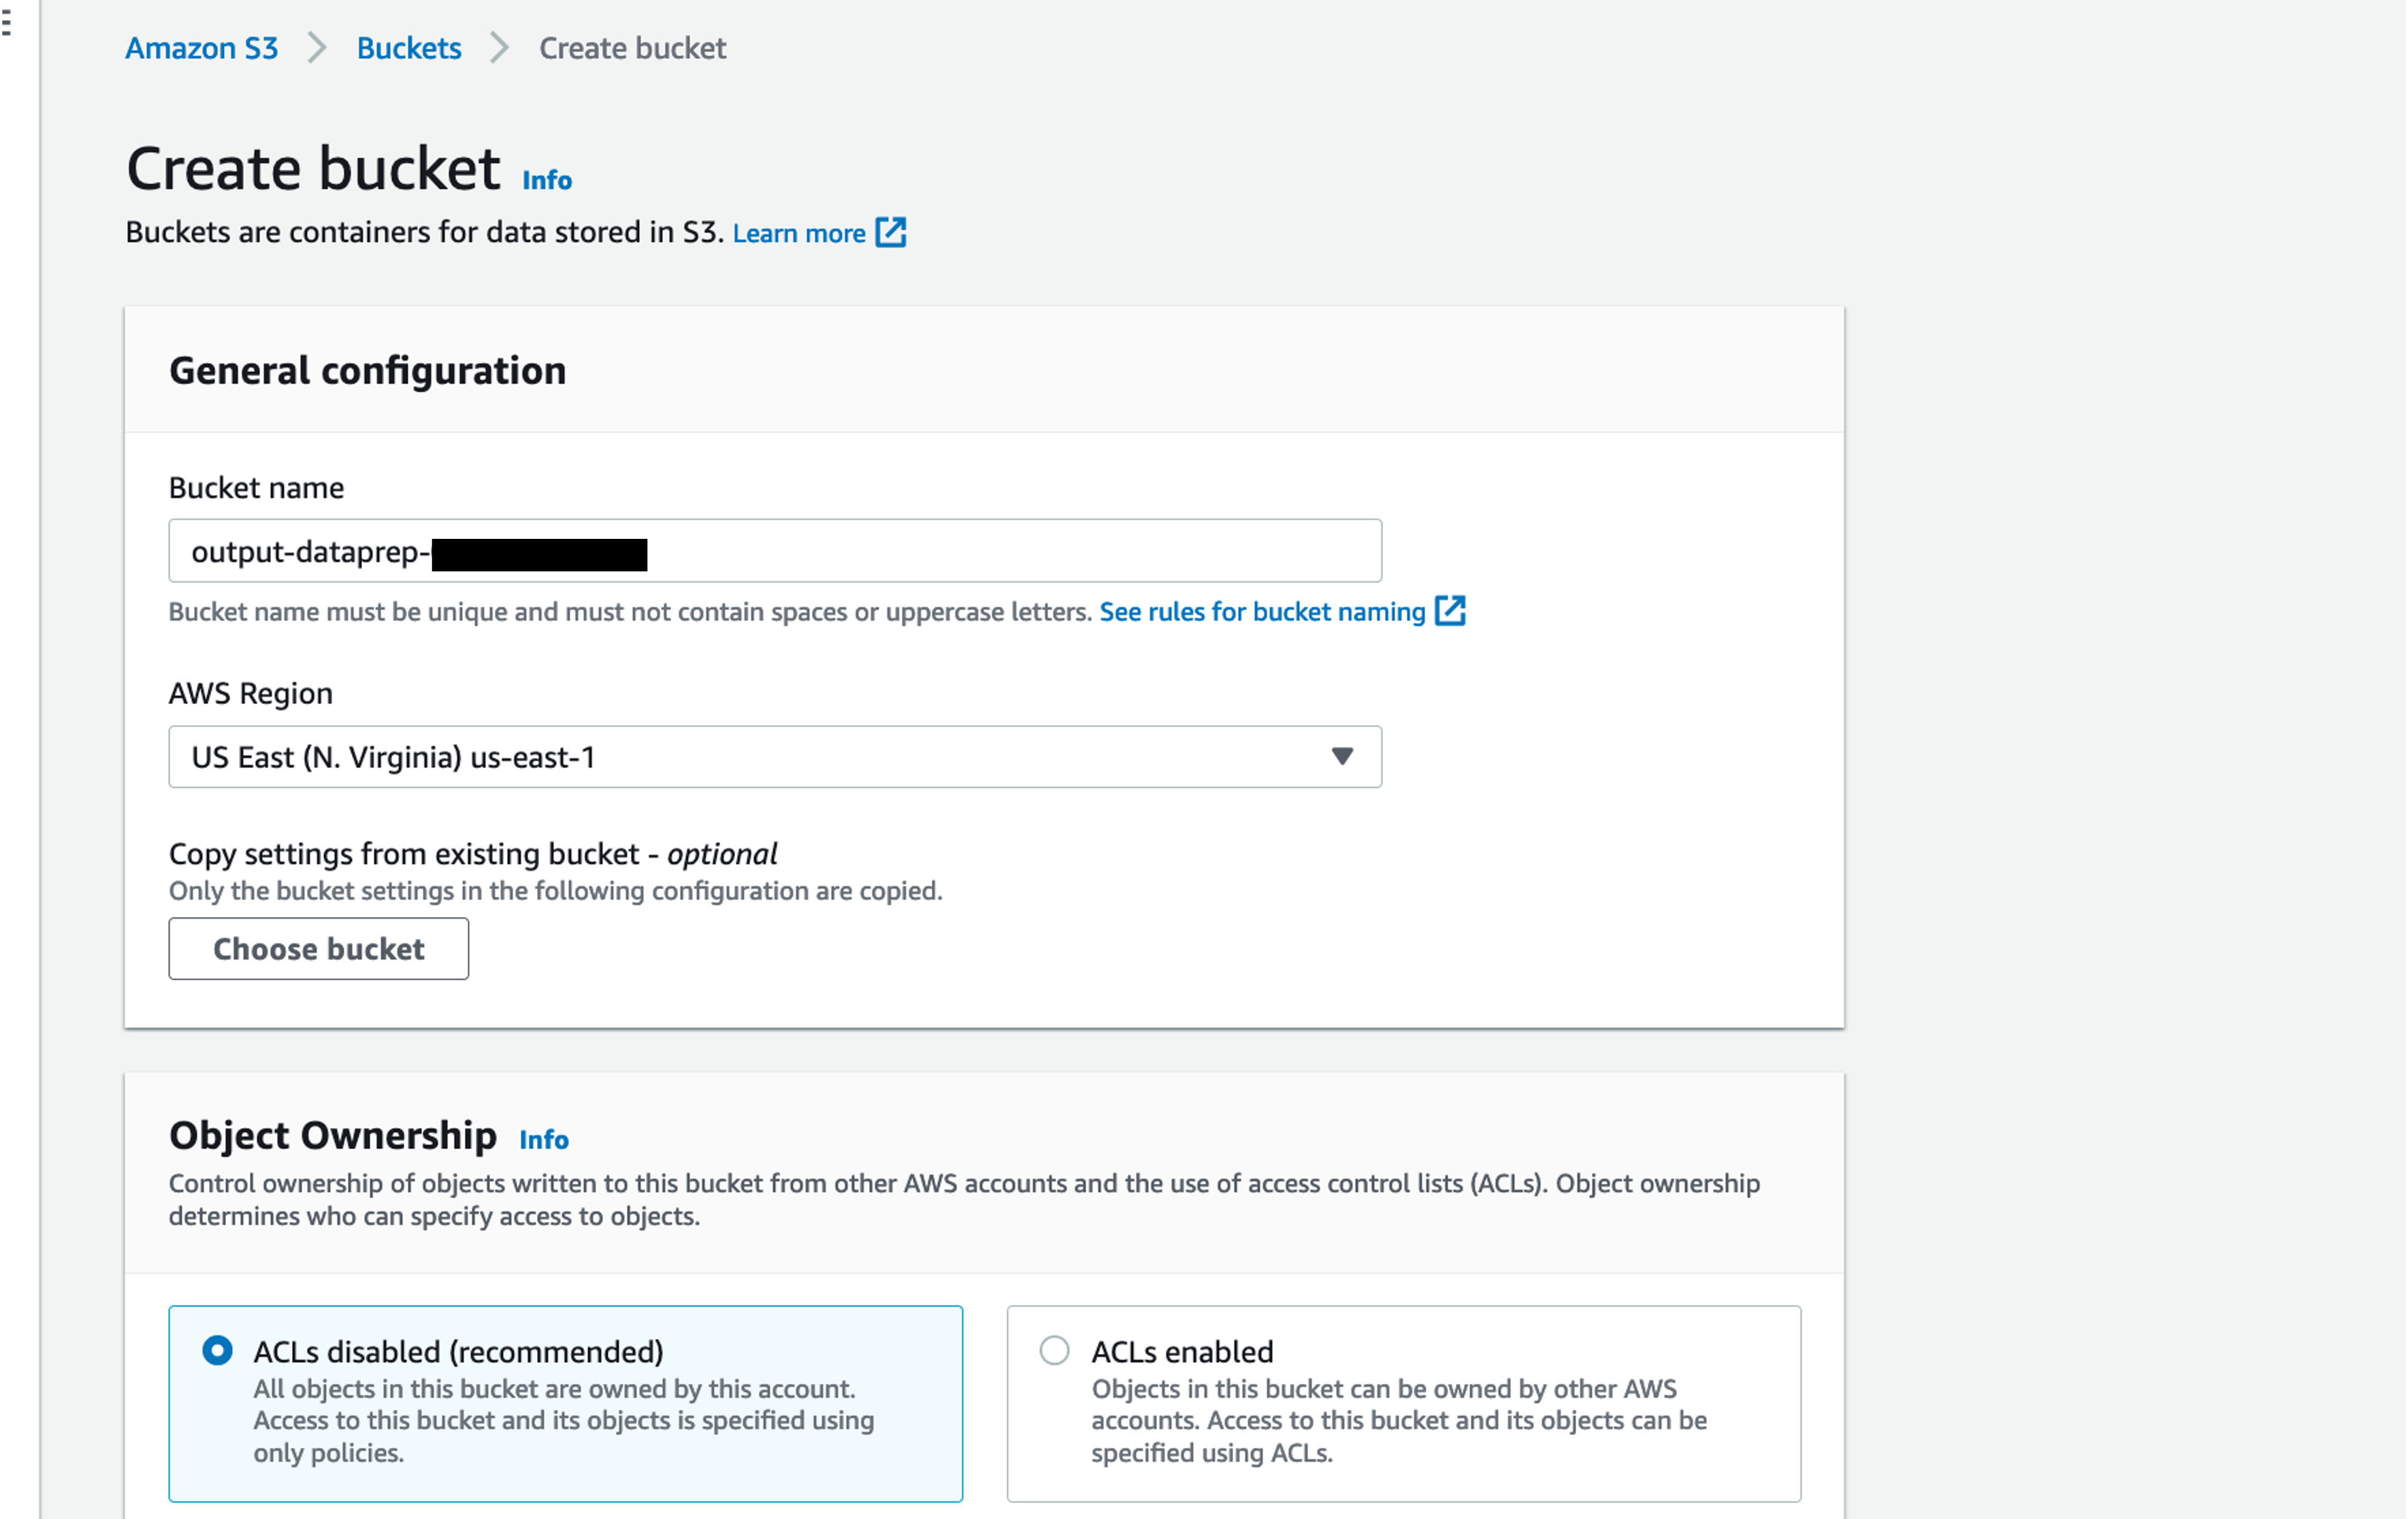 Amazon S3 > Buckets > Create bucket
Create bucket Info
Buckets are containers for data stored in S3. Learn more
General configuration
Bucket name
output-dataprep-
Bucket name must be unique and must not contain spaces or uppercase letters. See rules for bucket naming
AWS Region
US East (N. Virginia) us-east-1
Copy settings from existing bucket - optional
Only the bucket settings in the following configuration are copied.
Choose bucket
Object Ownership Info
Control ownership of objects written to this bucket from other AWS accounts and the use of access control lists (ACLs). Object ownership
determines who can specify access to objects.
ACLs disabled (recommended)
All objects in this bucket are owned by this account.
Access to this bucket and its objects is specified using
only policies.
ACLs enabled
Objects in this bucket can be owned by other AWS
accounts. Access to this bucket and its objects can be
specified using ACLs.